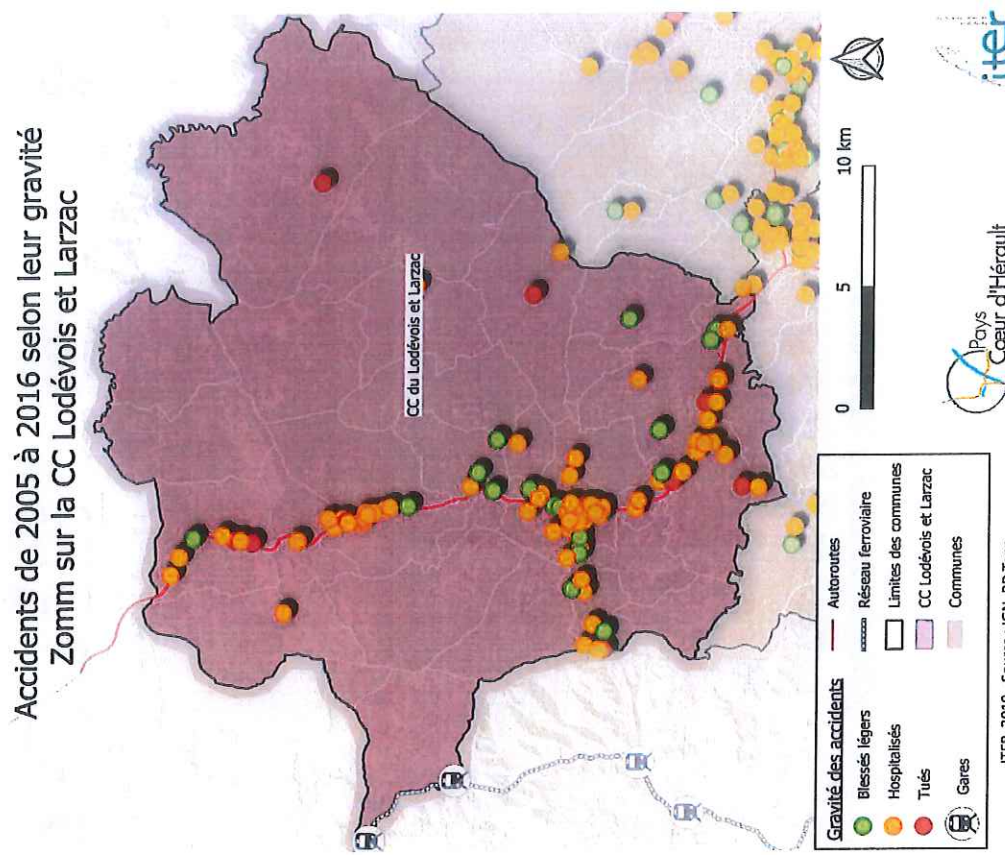 Accidents de 2005 à 2016 selon leur gravité
Zomm sur la CC Lodévois et Larzac
CC du Lodévois et Larzac
Gravité des accidents
Blessés légers
Hospitalisés
Tués
Gares
Autoroutes
Réseau ferroviaire
Limites des communes
CC Lodévois et Larzac
Communes
0 5 10 km
Pays
Cœur d'Hérault
iter